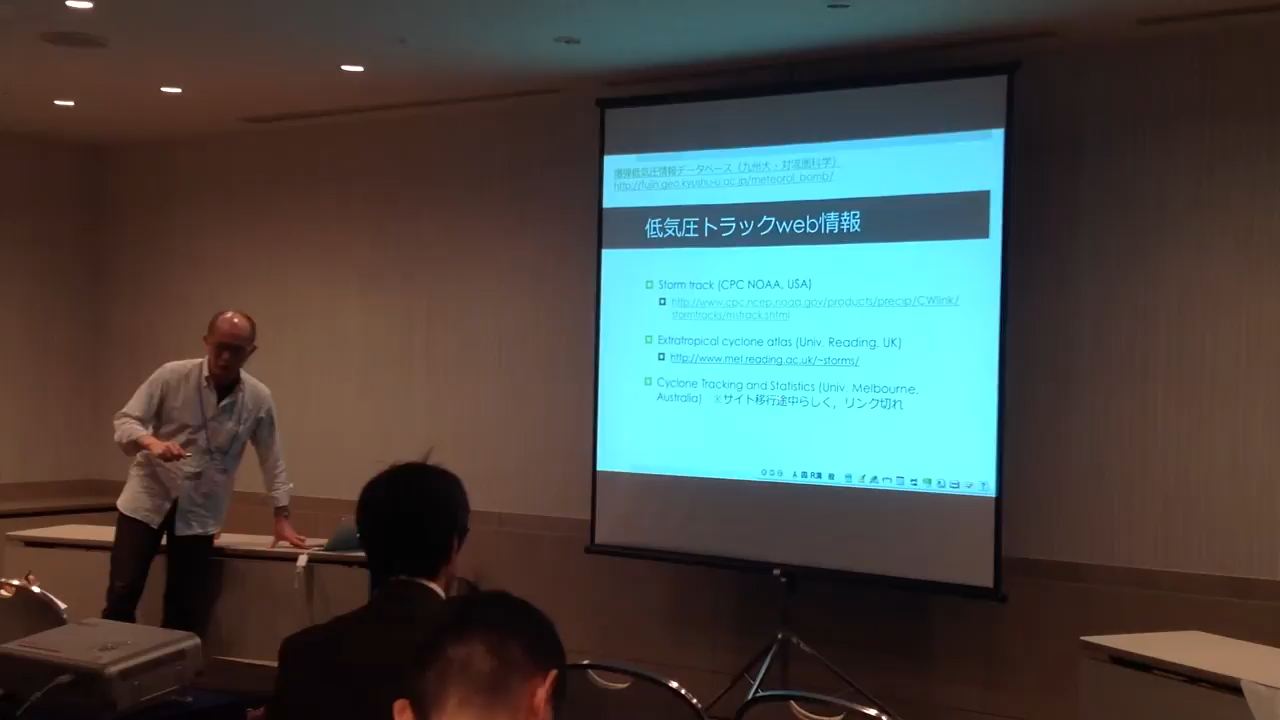 爆弾低気圧情報データベース（九州大・対流圏科学）
http://fujin.geo.kyushu-u.ac.jp/meteorol_bomb/
低気圧トラックweb情報
Storm track (CPC NOAA, USA)
http://www.cpc.ncep.noaa.gov/products/precip/CWlink/
stormtracks/mstrack.shtml
Extratropical cyclone atlas (Univ. Reading, UK)
http://www.met.reading.ac.uk/~storms/
Cyclone Tracking and Statistics (Univ. Melbourne,
Australia) ※サイト移行途中らしく，リンク切れ